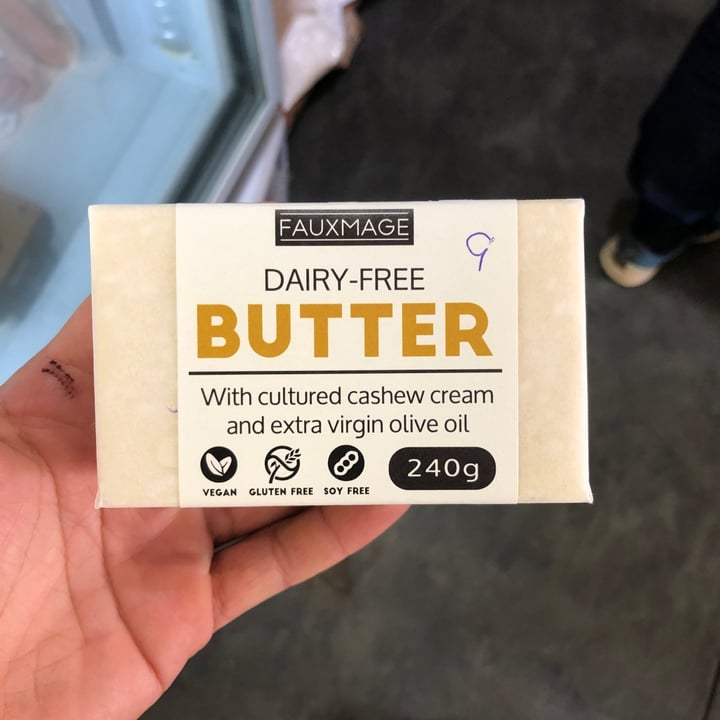 FAUXMAGE
DAIRY-FREE
BUTTER
With cultured cashew cream
and extra virgin olive oil
VEGAN GLUTEN FREE SOY FREE
240g